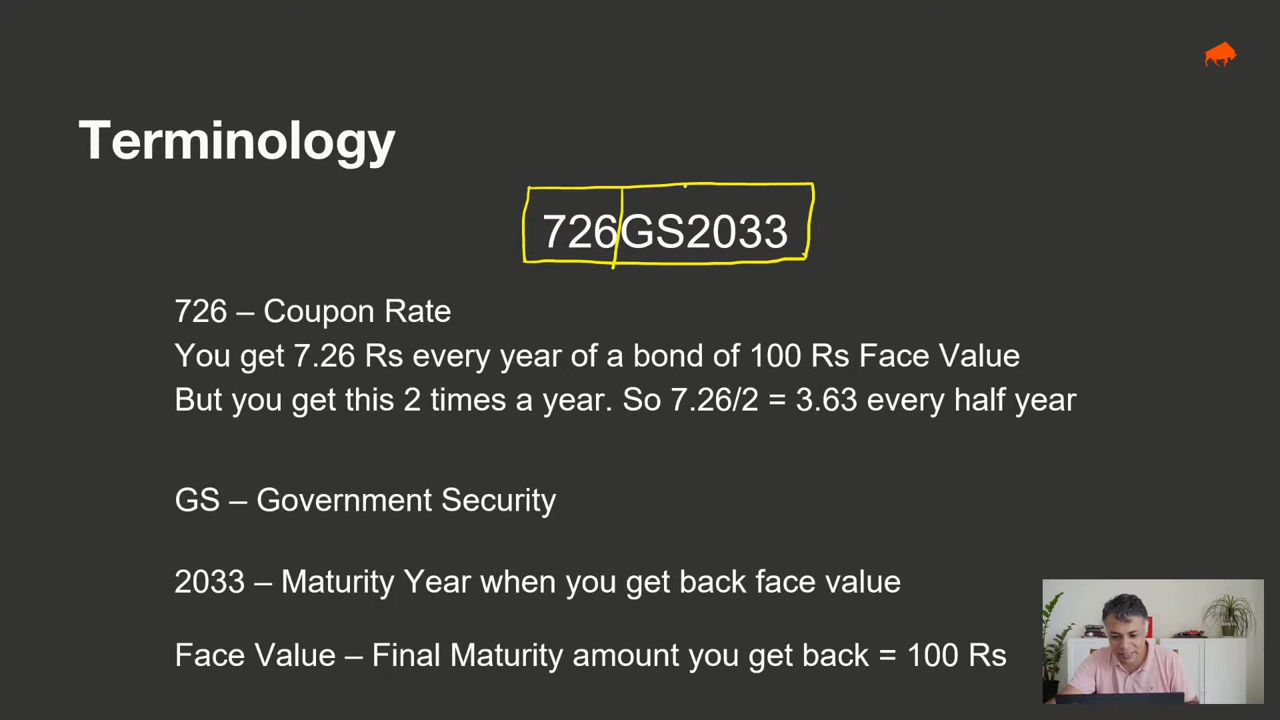 Terminology
726GS2033
726 – Coupon Rate
You get 7.26 Rs every year of a bond of 100 Rs Face Value
But you get this 2 times a year. So 7.26/2 = 3.63 every half year
GS – Government Security
2033 – Maturity Year when you get back face value
Face Value – Final Maturity amount you get back = 100 Rs